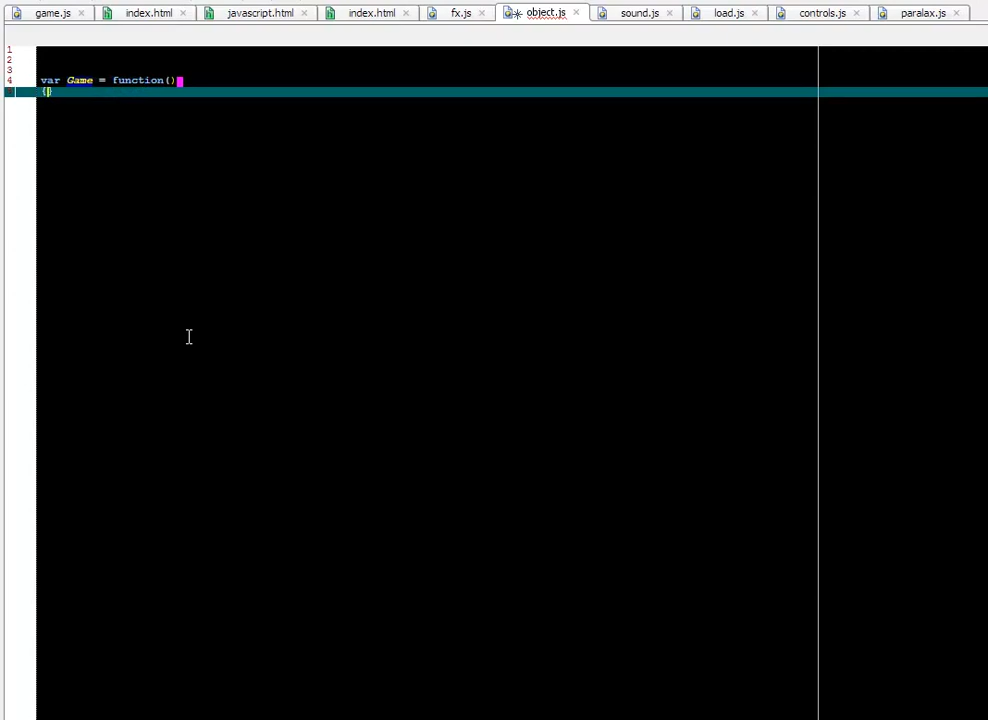 game.js index.html javascript.html index.html fx.js object.js sound.js load.js controls.js paralax.js
1
2
3
4 var Game = function()
{}